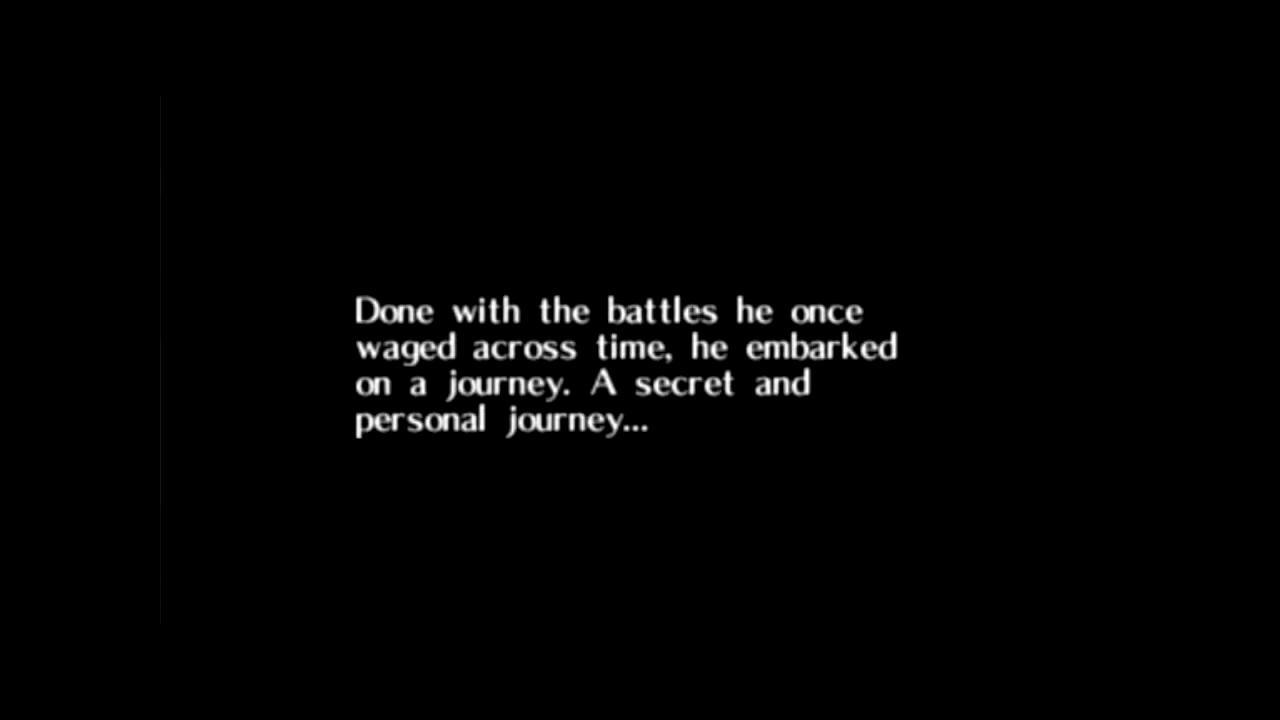 Done with the battles he once
waged across time, he embarked
on a journey. A secret and
personal journey...